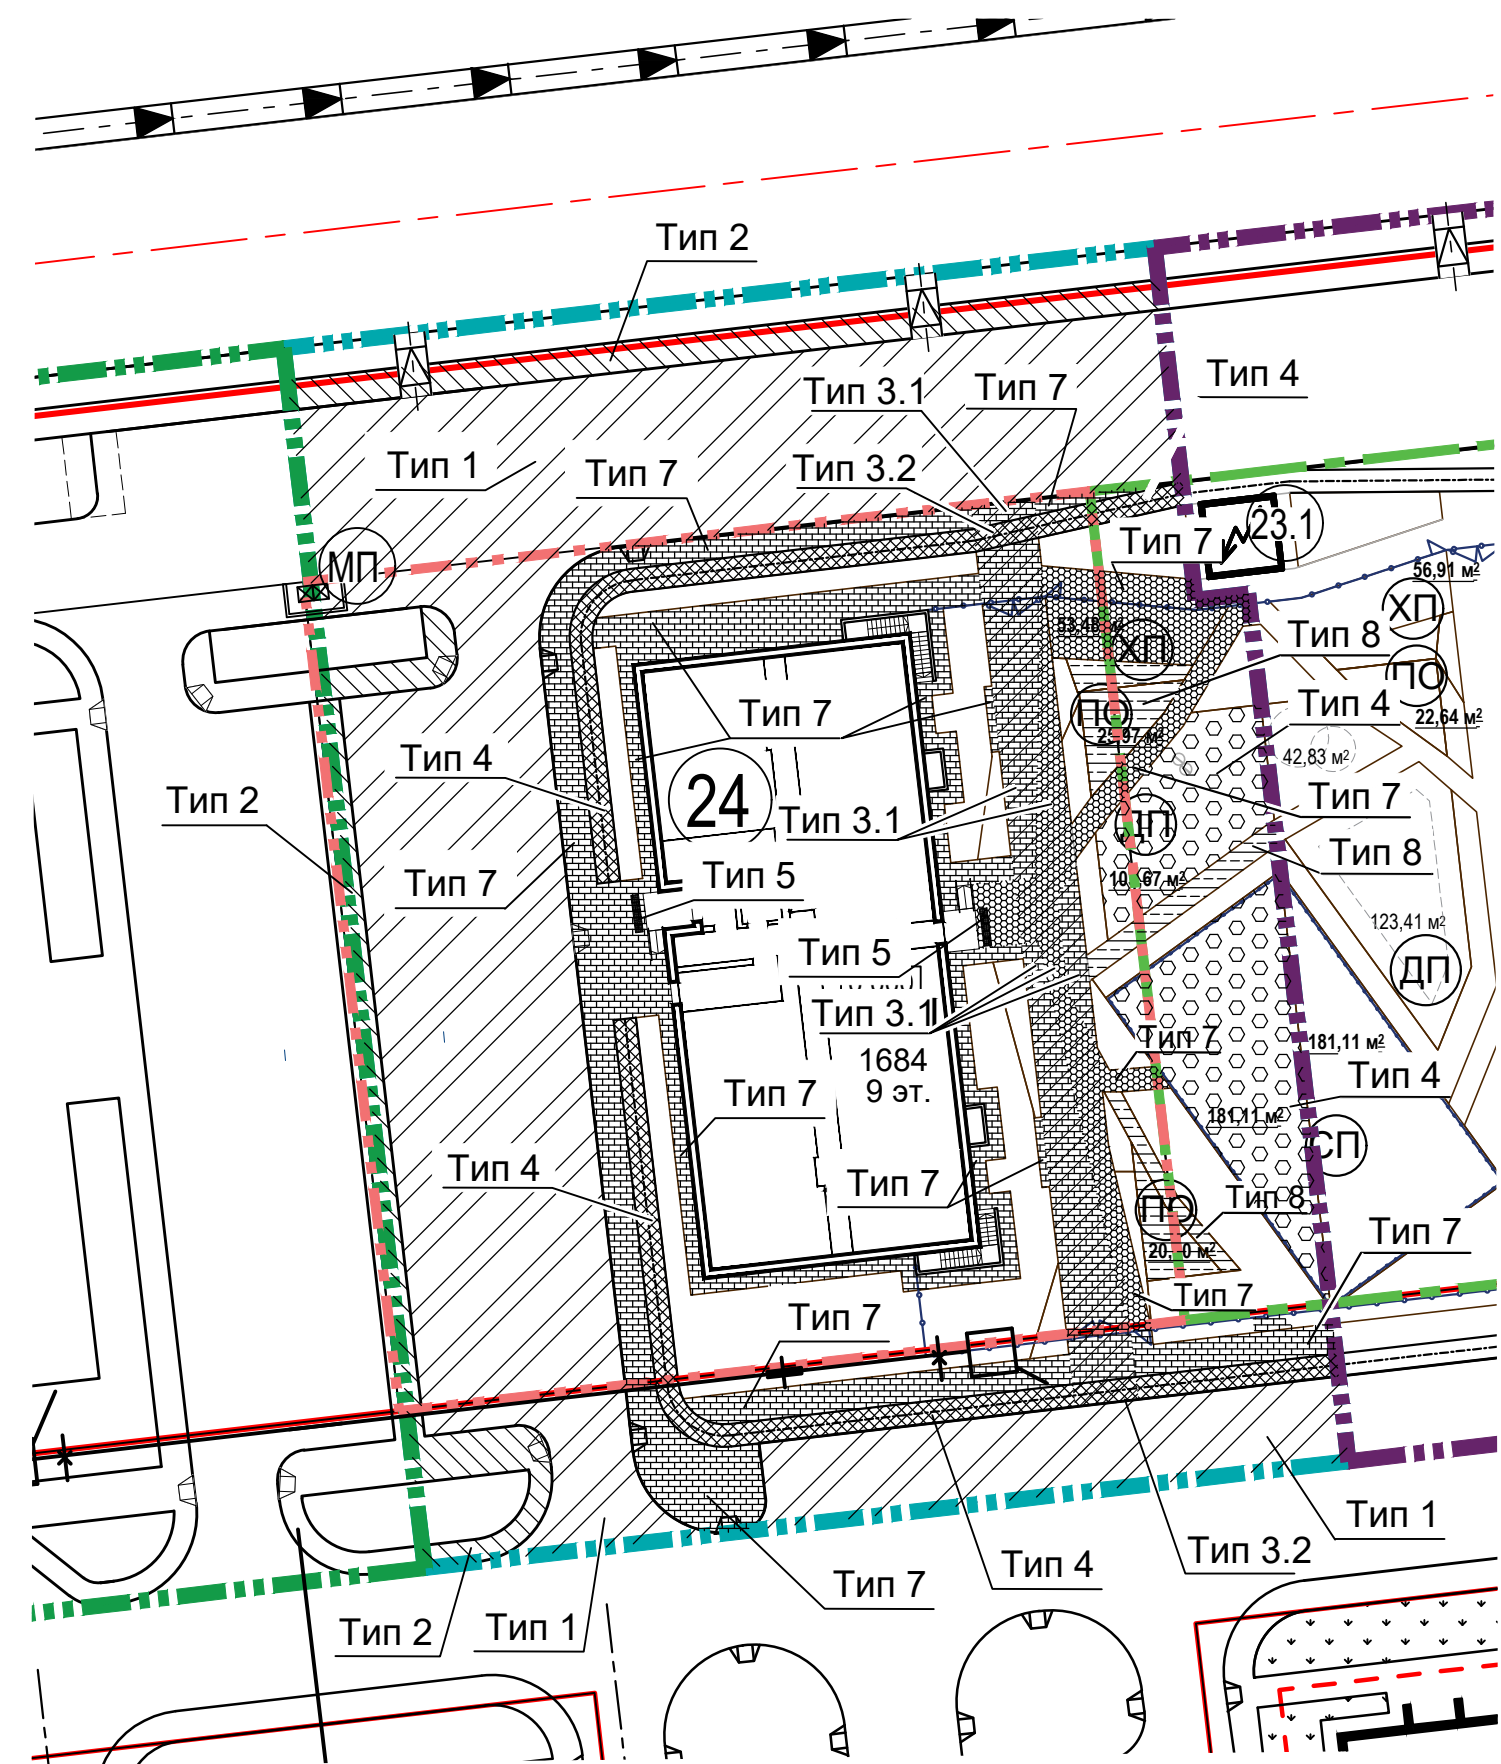 Тип 2
Тип 4
Тип 3.1
Тип 7
Тип 1
Тип 7
Тип 3.2
23.1
Тип 7
МП
56,91 м²
ХП
ХП
Тип 8
ПО
ПО
Тип 7
Тип 4
22,64 м²
42,83 м²
Тип 4
24
Тип 2
Тип 7
Тип 3.1
ДП
Тип 8
Тип 7
Тип 5
123,41 м²
Тип 5
ДП
Тип 3.1
Тип 7
181,11 м²
1684
9 эт.
Тип 4
Тип 7
181,11 м²
СП
Тип 4
Тип 7
Тип 8
ПО
Тип 7
Тип 7
Тип 7
Тип 1
Тип 3.2
Тип 4
Тип 7
Тип 2
Тип 1